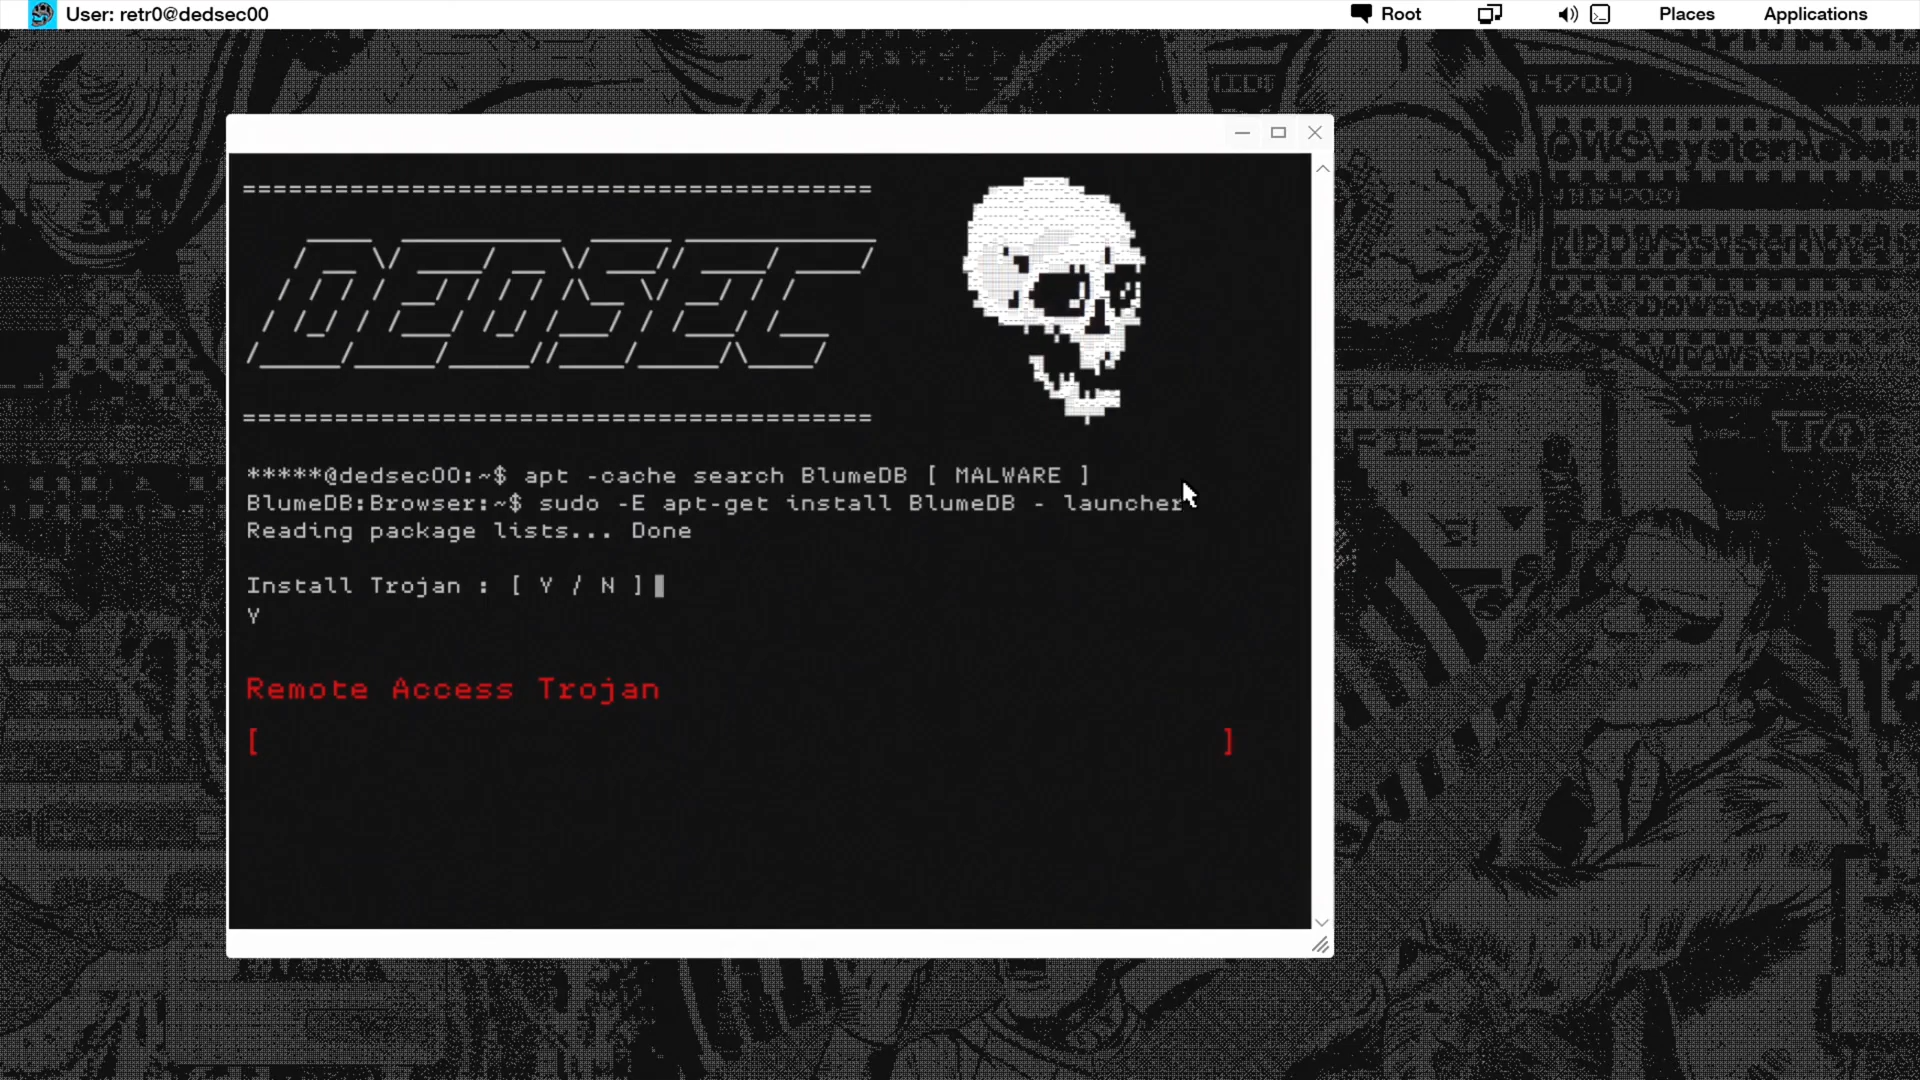 User: retr0@dedsec00
Root
Places
Applications
==========================================
DEDSEC
==========================================
*****@dedsec00:~$ apt -cache search BlumeDB [ MALWARE ]
BlumeDB:Browser:~$ sudo -E apt-get install BlumeDB - launcher
Reading package lists... Done
Install Trojan : [ Y / N ]
Y
Remote Access Trojan
[ ]